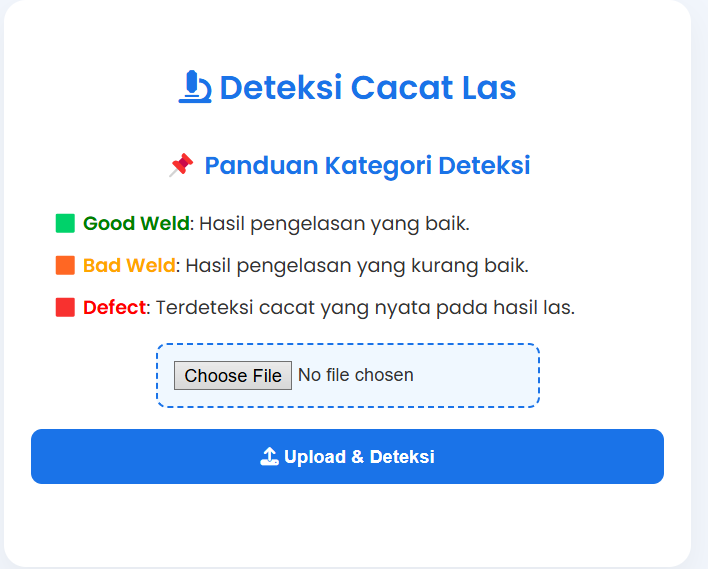 Deteksi Cacat Las
Panduan Kategori Deteksi
Good Weld: Hasil pengelasan yang baik.
Bad Weld: Hasil pengelasan yang kurang baik.
Defect: Terdeteksi cacat yang nyata pada hasil las.
Choose File No file chosen
Upload & Deteksi